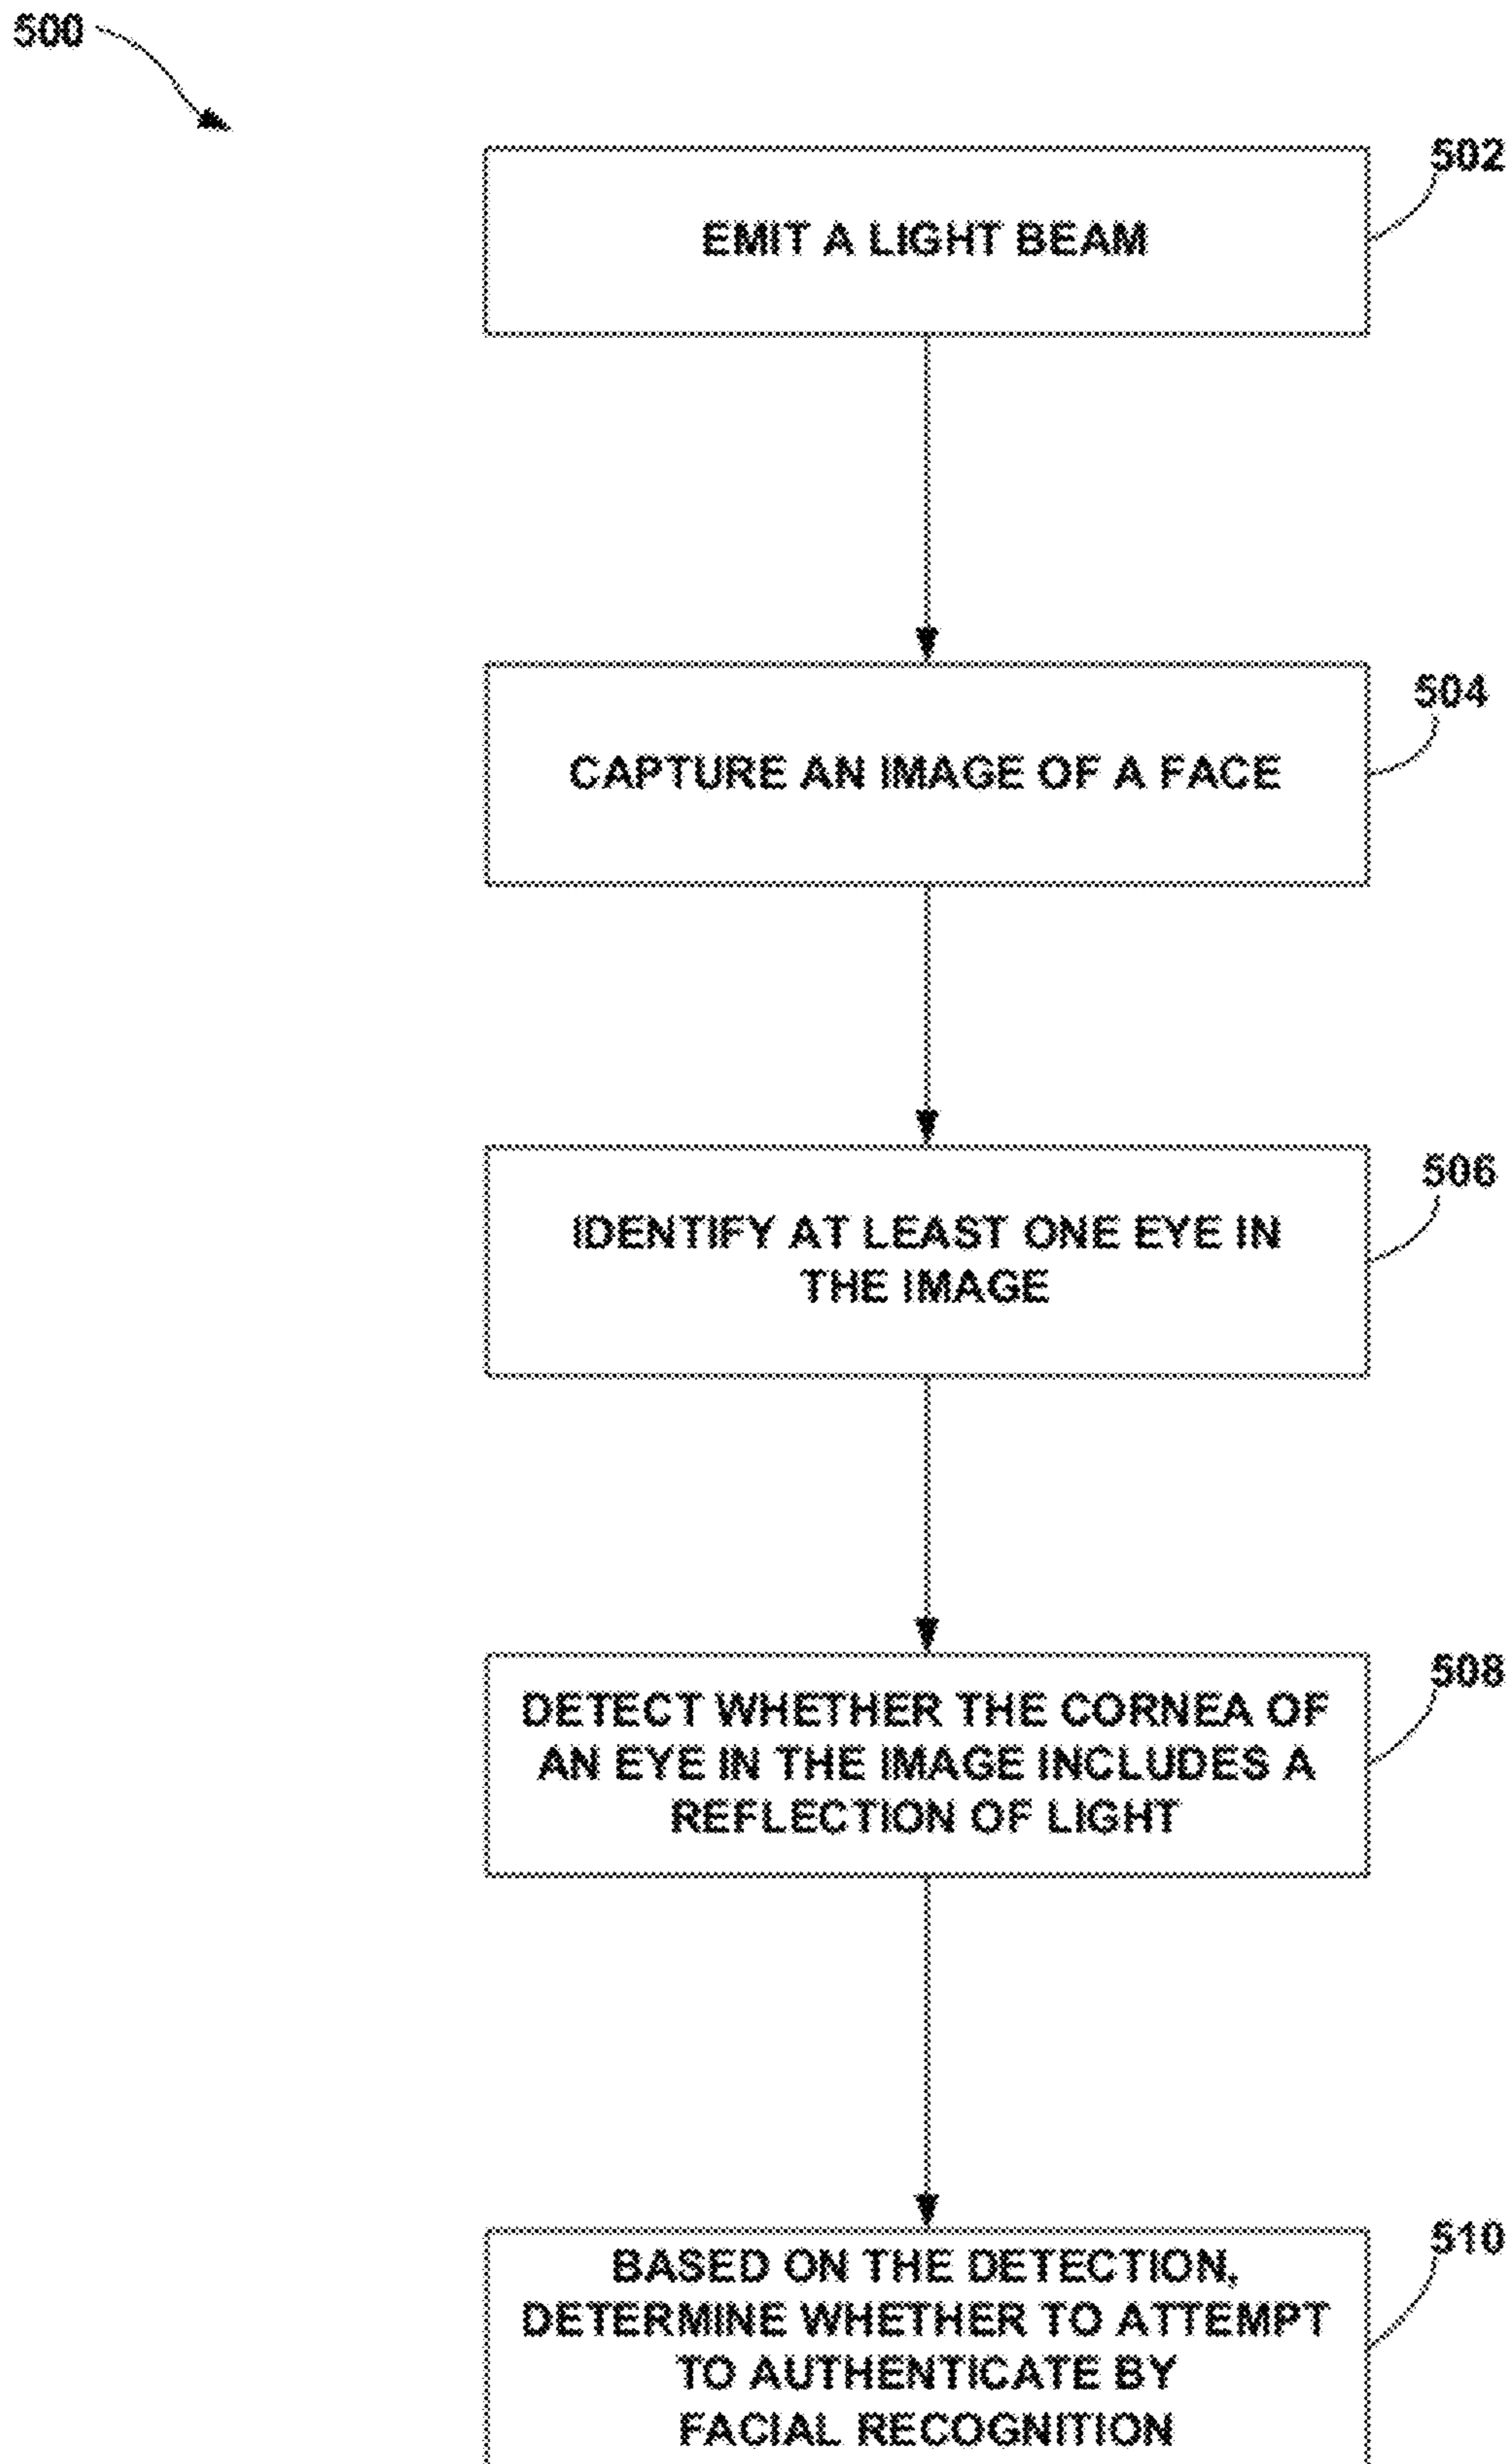 500
502
EMIT A LIGHT BEAM
504
CAPTURE AN IMAGE OF A FACE
506
IDENTIFY AT LEAST ONE EYE IN
THE IMAGE
508
DETECT WHETHER THE CORNEA OF
AN EYE IN THE IMAGE INCLUDES A
REFLECTION OF LIGHT
510
BASED ON THE DETECTION,
DETERMINE WHETHER TO ATTEMPT
TO AUTHENTICATE BY
FACIAL RECOGNITION